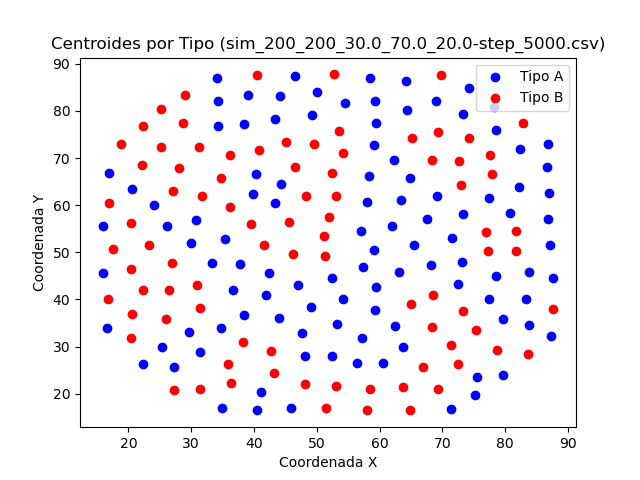 Centroides por Tipo (sim_200_200_30.0_70.0_20.0-step_5000.csv)
Tipo A
Tipo B
90
80
70
60
50
40
30
20
Coordenada Y
20 30 40 50 60 70 80 90
Coordenada X